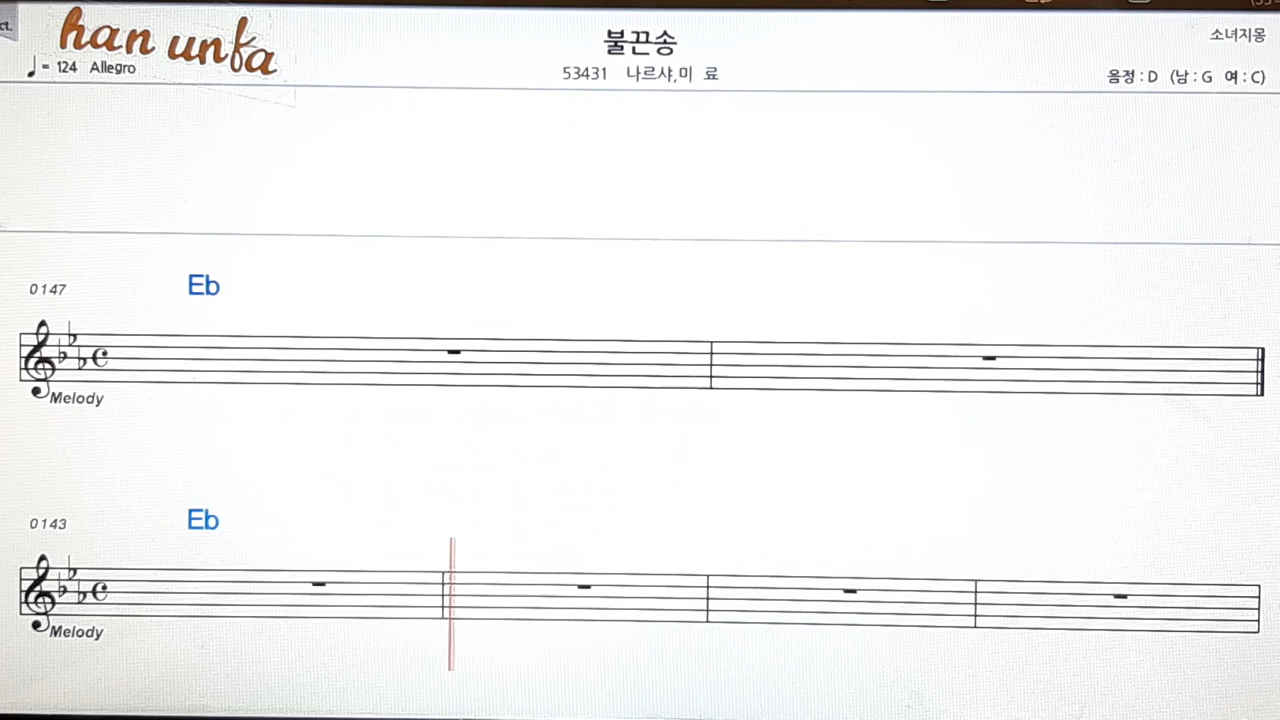 han unfa
♩= 124 Allegro
불끈송
53431 나르샤,미 료
소녀지몽
음정 : D (남 : G 여 : C)
0147 Eb
Melody
0143 Eb
Melody